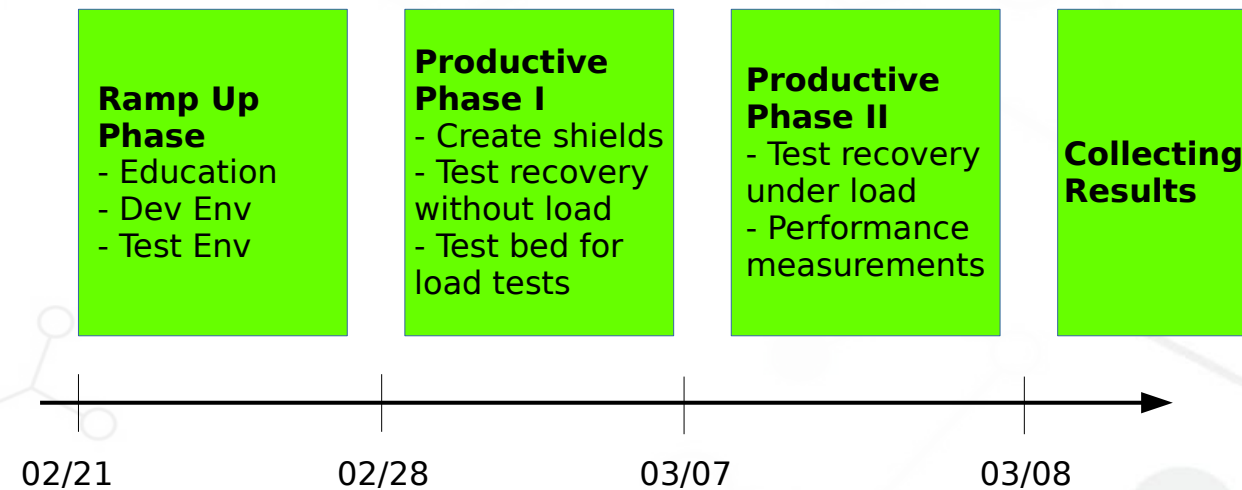 Ramp Up
Phase
- Education
- Dev Env
- Test Env
Productive
Phase I
- Create shields
- Test recovery
without load
- Test bed for
load tests
Productive
Phase II
- Test recovery
under load
- Performance
measurements
Collecting
Results
02/21
02/28
03/07
03/08